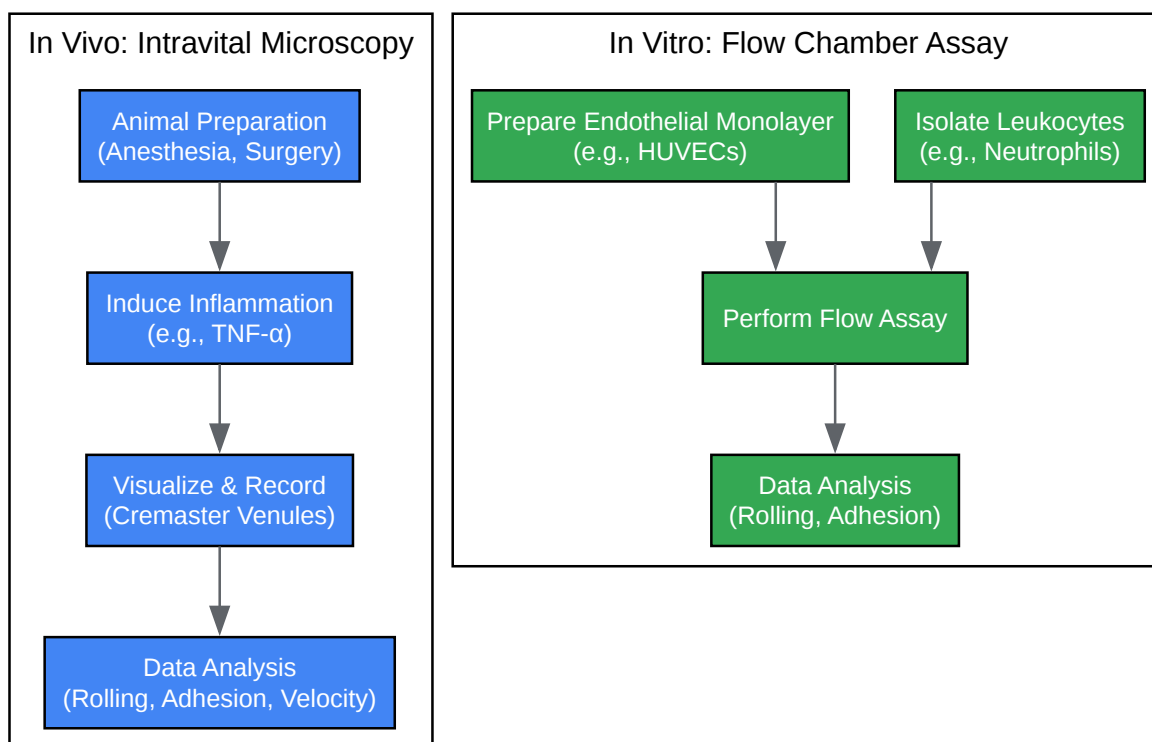 In Vivo: Intravital Microscopy
Animal Preparation
(Anesthesia, Surgery)
Induce Inflammation
(e.g., TNF-α)
Visualize & Record
(Cremaster Venules)
Data Analysis
(Rolling, Adhesion, Velocity)
In Vitro: Flow Chamber Assay
Prepare Endothelial Monolayer
(e.g., HUVECs)
Isolate Leukocytes
(e.g., Neutrophils)
Perform Flow Assay
Data Analysis
(Rolling, Adhesion)